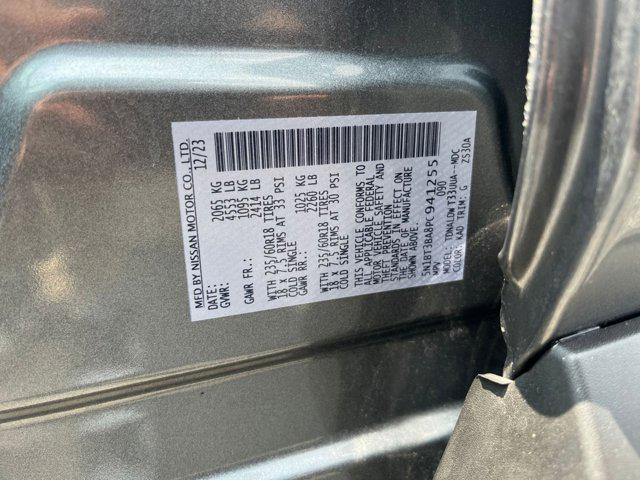 MFD BY NISSAN MOTOR CO., LTD.
DATE: 12/23
GVWR: 2065 KG
4553 LB
GAWR FR.: 1095 KG
2414 LB
WITH 235/60R18 TIRES
18 X 7.5 RIMS AT 33 PSI
COLD SINGLE
GAWR RR.: 1025 KG
2260 LB
WITH 235/60R18 TIRES
18 RIMS AT 30 PSI
COLD SINGLE
THIS VEHICLE CONFORMS TO
ALL APPLICABLE FEDERAL
MOTOR VEHICLE SAFETY AND
THEFT PREVENTION
STANDARDS IN EFFECT ON
THE DATE OF MANUFACTURE
SHOWN ABOVE.
5N1BT3BA8PC941255
MPV 090
MODEL:
COLOR: KAD TRIM: G ZS30A